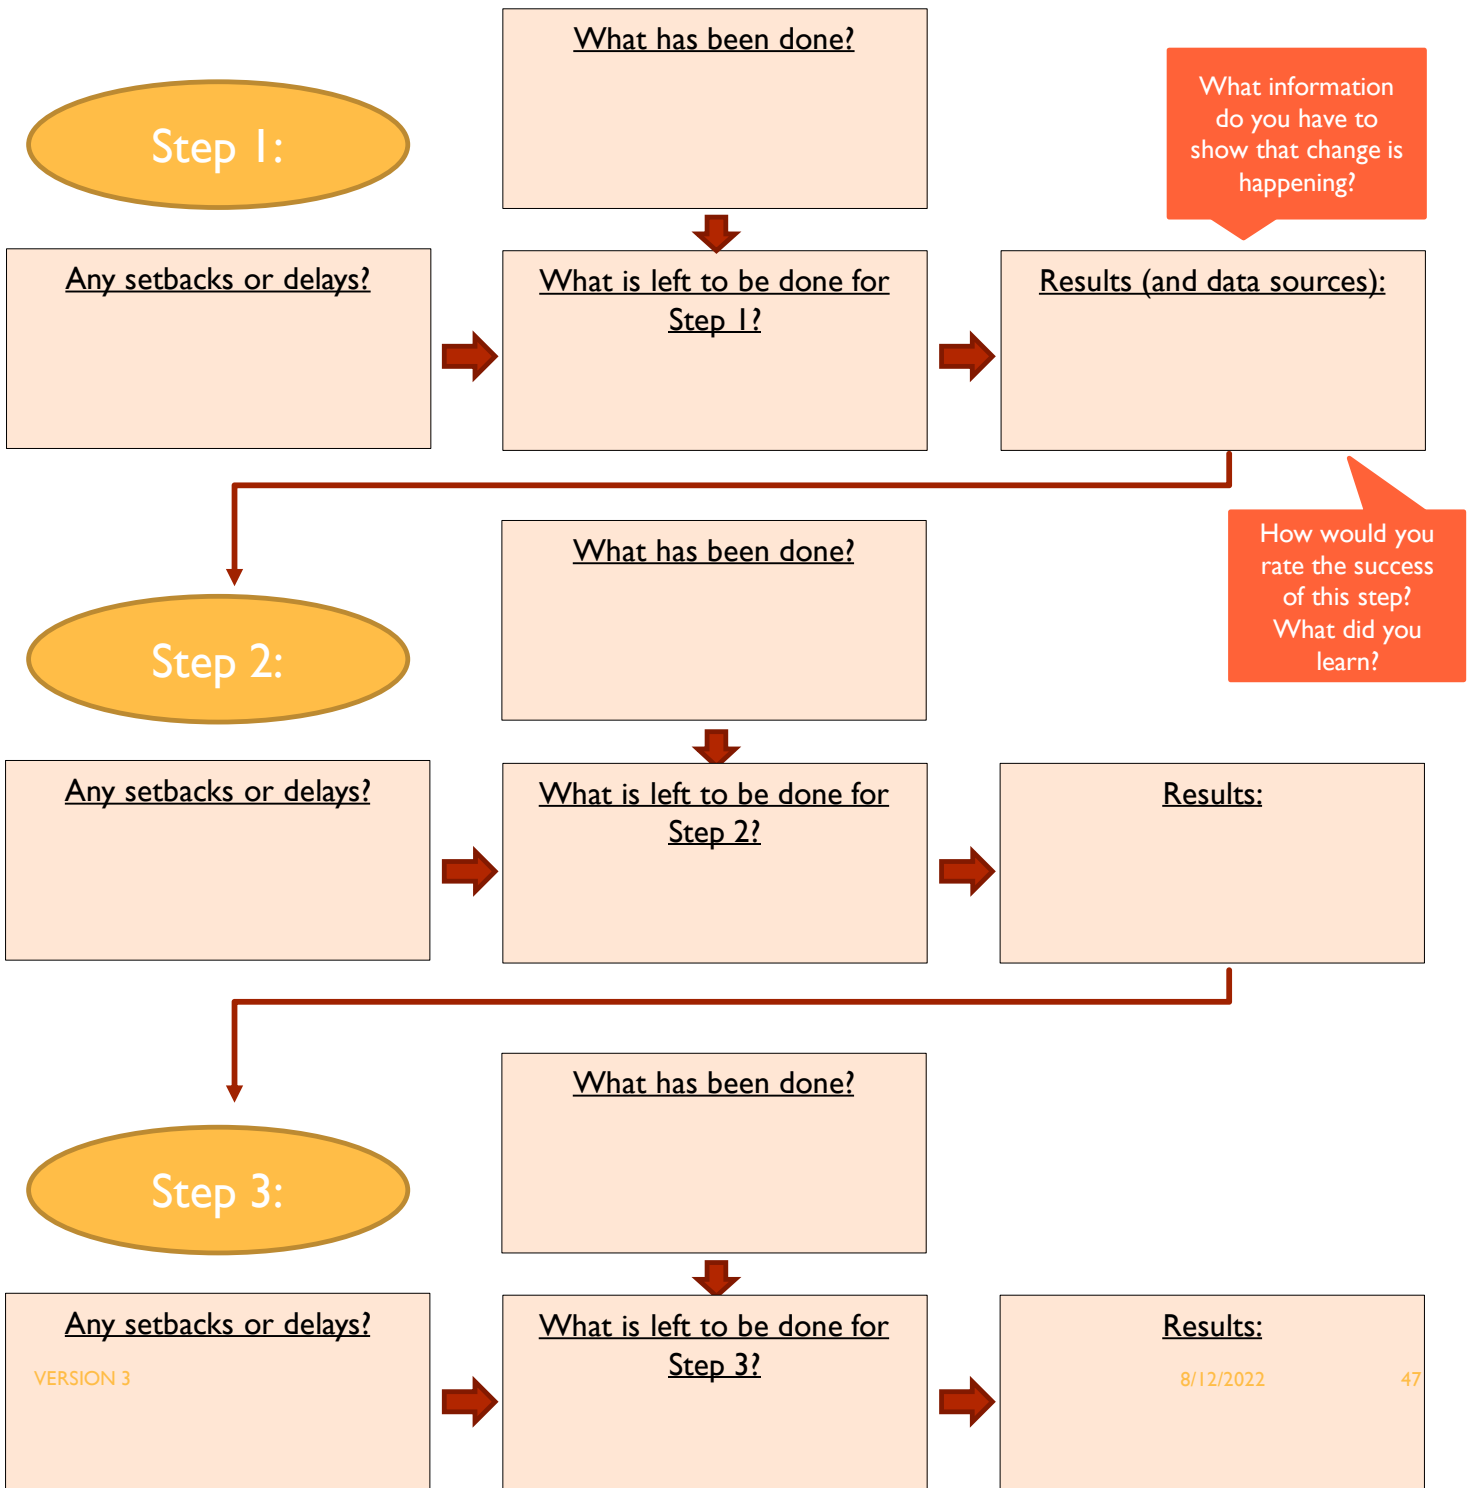 What has been done?
Step 1:
What information
do you have to
show that change is
happening?
Any setbacks or delays?
What is left to be done for
Step 1?
Results (and data sources):
How would you
rate the success
of this step?
What did you
learn?
What has been done?
Step 2:
Any setbacks or delays?
What is left to be done for
Step 2?
Results:
What has been done?
Step 3:
Any setbacks or delays?
What is left to be done for
Step 3?
Results:
VERSION 3
8/12/2022
47